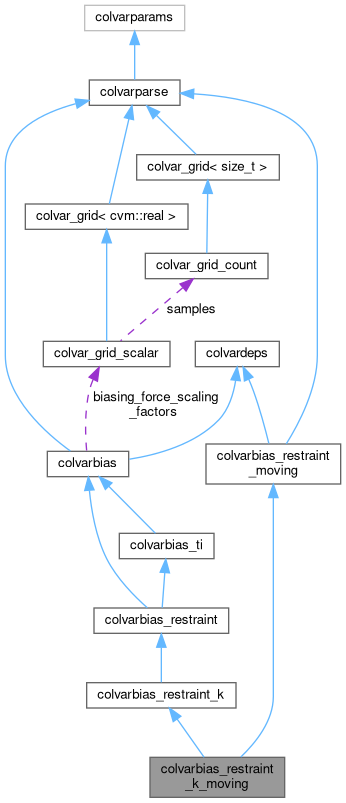 colvarparams
colvarparse
colvar_grid< size_t >
colvar_grid< cvm::real >
colvar_grid_count
samples
colvar_grid_scalar
colvardeps
biasing_force_scaling
_factors
colvarbias
colvarbias_restraint
_moving
colvarbias_ti
colvarbias_restraint
colvarbias_restraint_k
colvarbias_restraint
_k_moving